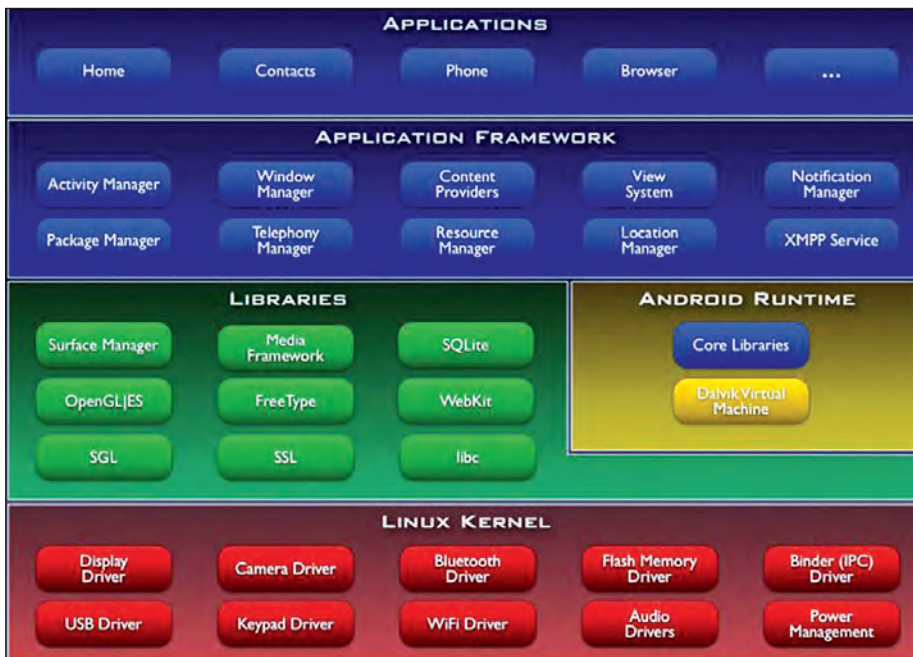 APPLICATIONS
Home
Contacts
Phone
Browser
...
APPLICATION FRAMEWORK
Activity Manager
Window
Manager
Content
Providers
View
System
Notification
Manager
Package Manager
Telephony
Manager
Resource
Manager
Location
Manager
XMPP Service
LIBRARIES
Surface Manager
Media
Framework
SQLite
OpenGL|ES
FreeType
WebKit
SGL
SSL
libc
ANDROID RUNTIME
Core Libraries
Dalvik Virtual
Machine
LINUX KERNEL
Display
Driver
Camera Driver
Bluetooth
Driver
Flash Memory
Driver
Binder (IPC)
Driver
USB Driver
Keypad Driver
WiFi Driver
Audio
Drivers
Power
Management